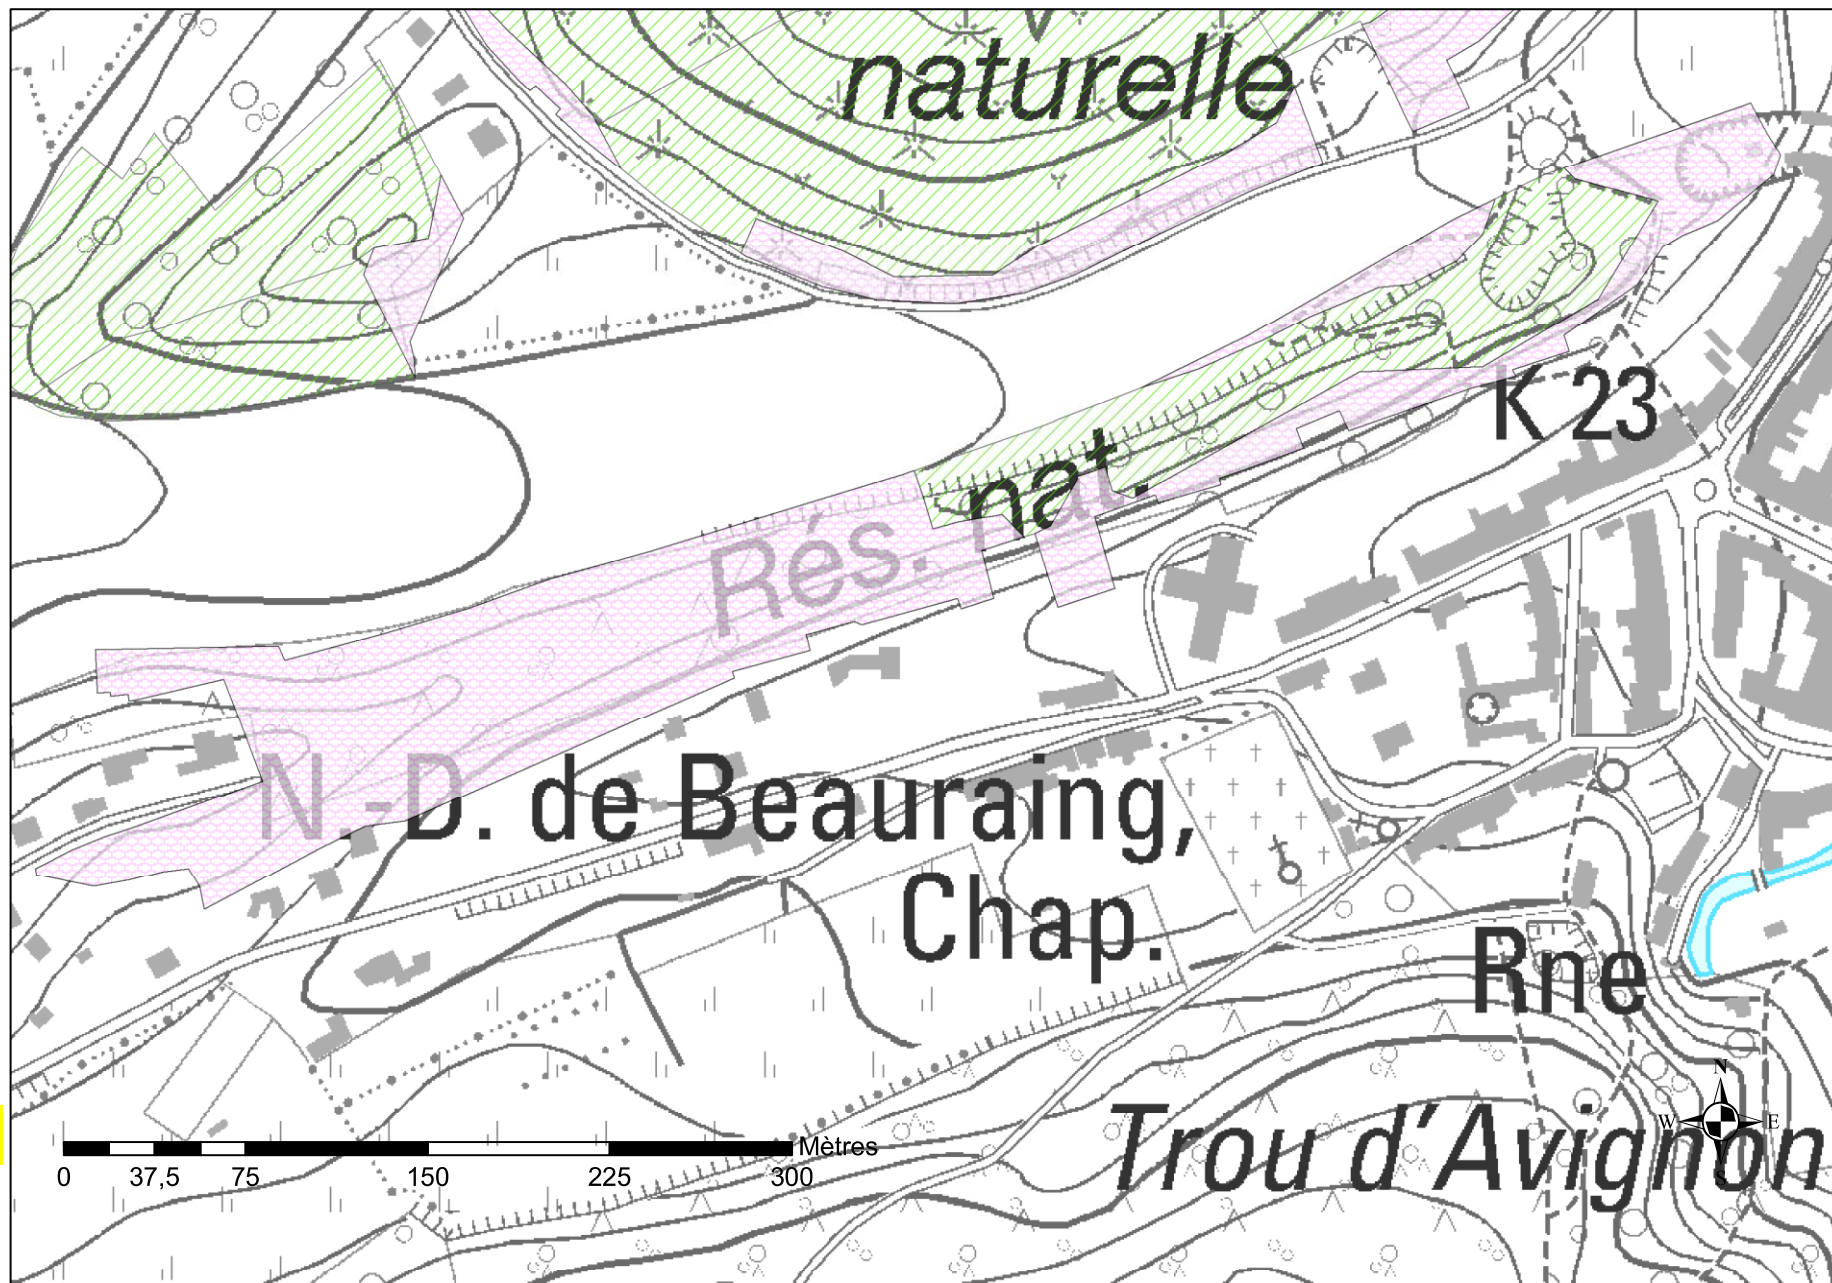 naturelle
K 23
Rés. nat.
N.-D. de Beauraing,
Chap.
Rne
Trou d'Avignon
N
W E
S
Mètres
0 37,5 75 150 225 300